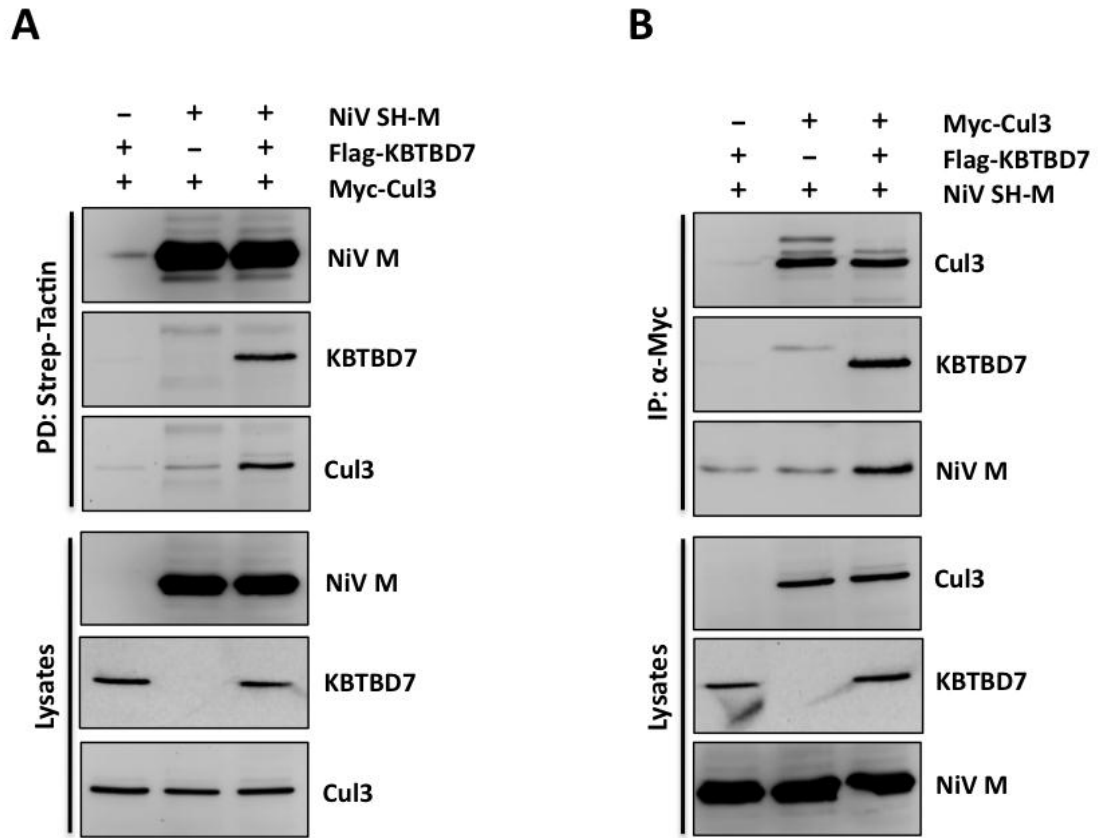 A
− + + NiV SH-M
+ − + Flag-KBTBD7
+ + + Myc-Cul3
PD: Strep-Tactin
NiV M
KBTBD7
Cul3
Lysates
NiV M
KBTBD7
Cul3
B
− + + Myc-Cul3
+ − + Flag-KBTBD7
+ + + NiV SH-M
IP: α-Myc
Cul3
KBTBD7
NiV M
Lysates
Cul3
KBTBD7
NiV M